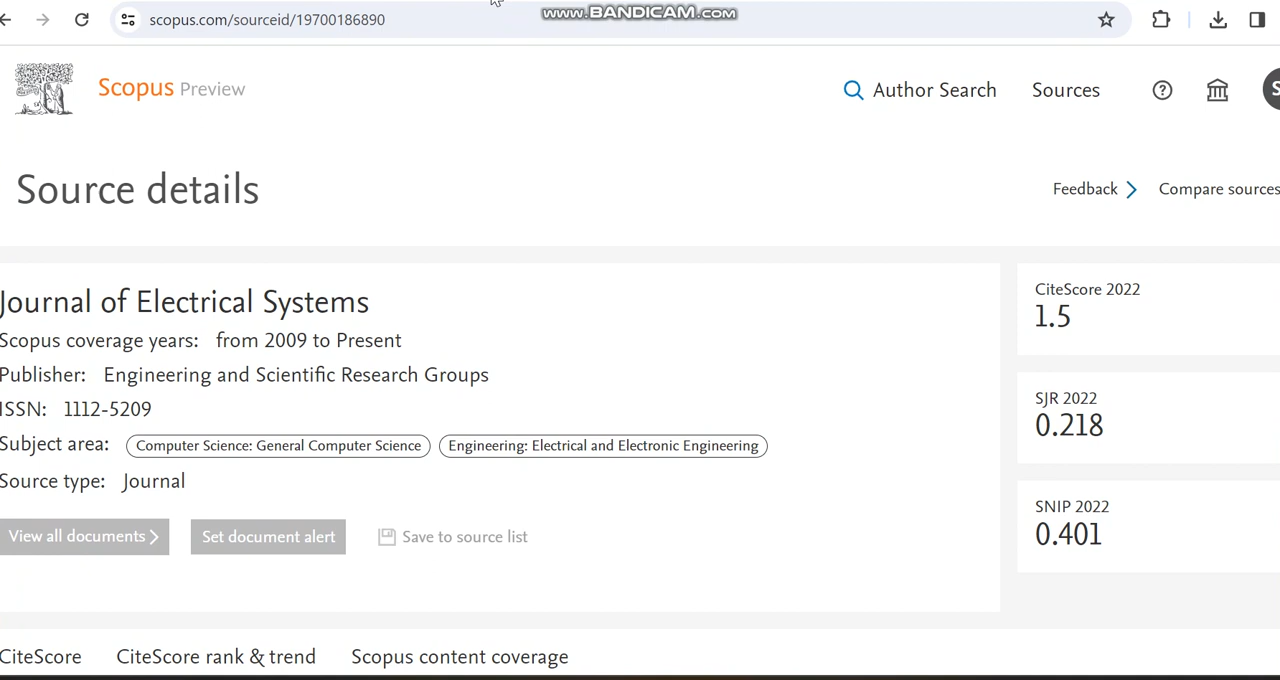 scopus.com/sourceid/19700186890
www.BANDICAM.com
Scopus Preview
Author Search
Sources
S
Source details
Feedback
Compare sources
Journal of Electrical Systems
Scopus coverage years: from 2009 to Present
Publisher: Engineering and Scientific Research Groups
ISSN: 1112-5209
Subject area: Computer Science: General Computer Science Engineering: Electrical and Electronic Engineering
Source type: Journal
View all documents
Set document alert
Save to source list
CiteScore 2022
1.5
SJR 2022
0.218
SNIP 2022
0.401
CiteScore
CiteScore rank & trend
Scopus content coverage